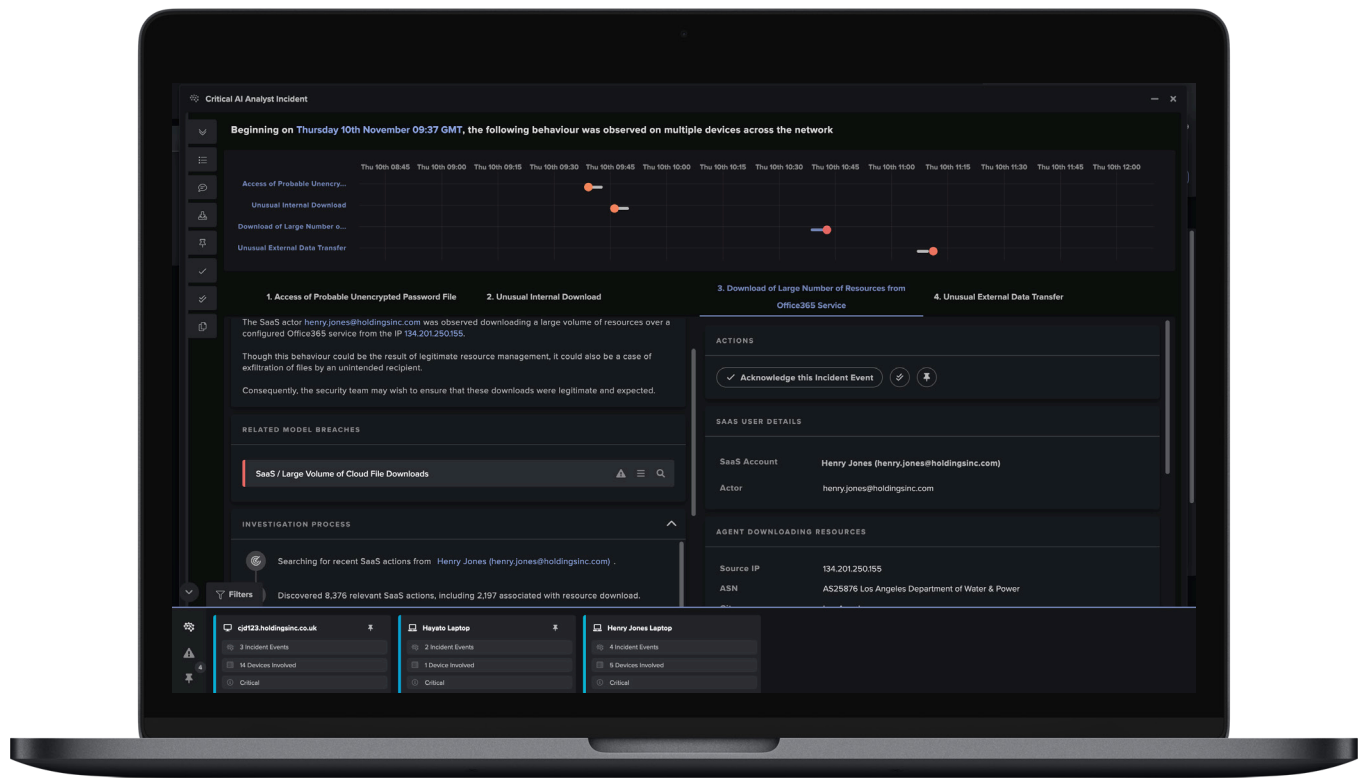 Critical AI Analyst Incident
Beginning on Thursday 10th November 09:37 GMT, the following behaviour was observed on multiple devices across the network
Thu 10th 08:45 Thu 10th 09:00 Thu 10th 09:15 Thu 10th 09:30 Thu 10th 09:45 Thu 10th 10:00 Thu 10th 10:15 Thu 10th 10:30 Thu 10th 10:45 Thu 10th 11:00 Thu 10th 11:15 Thu 10th 11:30 Thu 10th 11:45 Thu 10th 12:00
Access of Probable Unencry...
Unusual Internal Download
Download of Large Number o...
Unusual External Data Transfer
1. Access of Probable Unencrypted Password File
2. Unusual Internal Download
3. Download of Large Number of Resources from
Office365 Service
4. Unusual External Data Transfer
The SaaS actor henry.jones@holdingsinc.com was observed downloading a large volume of resources over a
configured Office365 service from the IP 134.201.250.155.
Though this behaviour could be the result of legitimate resource management, it could also be a case of
exfiltration of files by an unintended recipient.
Consequently, the security team may wish to ensure that these downloads were legitimate and expected.
RELATED MODEL BREACHES
SaaS / Large Volume of Cloud File Downloads
INVESTIGATION PROCESS
Searching for recent SaaS actions from Henry Jones (henry.jones@holdingsinc.com) .
Discovered 8,376 relevant SaaS actions, including 2,197 associated with resource download.
ACTIONS
Acknowledge this Incident Event
SAAS USER DETAILS
SaaS Account Henry Jones (henry.jones@holdingsinc.com)
Actor henry.jones@holdingsinc.com
AGENT DOWNLOADING RESOURCES
Source IP 134.201.250.155
ASN AS25876 Los Angeles Department of Water & Power
Filters
4
cjd123.holdingsinc.co.uk
3 Incident Events
14 Devices Involved
Critical
Hayato Laptop
2 Incident Events
1 Device Involved
Critical
Henry Jones Laptop
4 Incident Events
5 Devices Involved
Critical